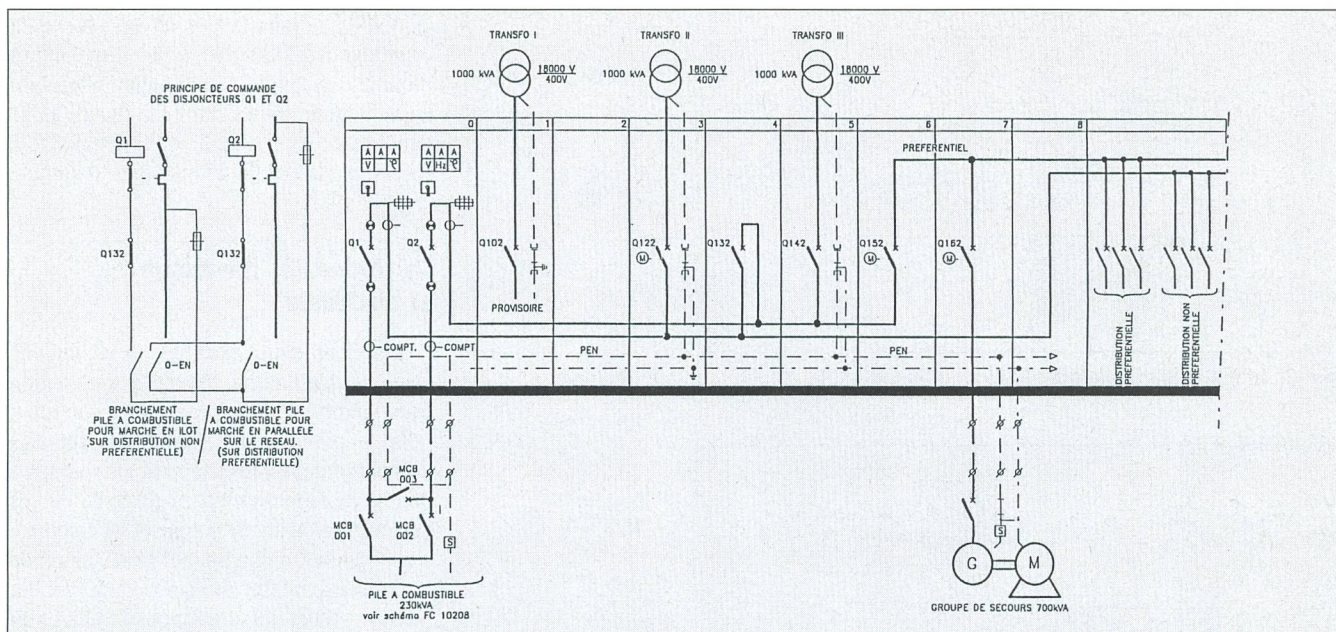 PRINCIPE DE COMMANDE
DES DISJONCTEURS Q1 ET Q2
Q1
Q2
Q132
Q132
O-EN
O-EN
BRANCHEMENT
PILE A COMBUSTIBLE
POUR MARCHE EN ILOT
(SUR DISTRIBUTION NON
PREFERENTIELLE)
BRANCHEMENT PILE
A COMBUSTIBLE POUR
MARCHE EN PARALLELE
SUR LE RESEAU.
(SUR DISTRIBUTION
PREFERENTIELLE)
TRANSFO I
1000 kVA
18000 V
400V
TRANSFO II
1000 kVA
18000 V
400V
TRANSFO III
1000 kVA
18000 V
400V
0 1 2 3 4 5 6 7 8
A A A
V
A A A
V Hz
PREFERENTIEL
Q1
Q2
Q102
Q122
M
Q132
Q142
Q152
M
Q162
M
PROVISOIRE
COMPT.
COMPT
PEN
PEN
DISTRIBUTION
PREFERENTIELLE
DISTRIBUTION NON
PREFERENTIELLE
MCB
003
MCB
001
MCB
002
S
PILE A COMBUSTIBLE
230kVA
voir schéma FC 10208
S
G
M
GROUPE DE SECOURS 700kVA